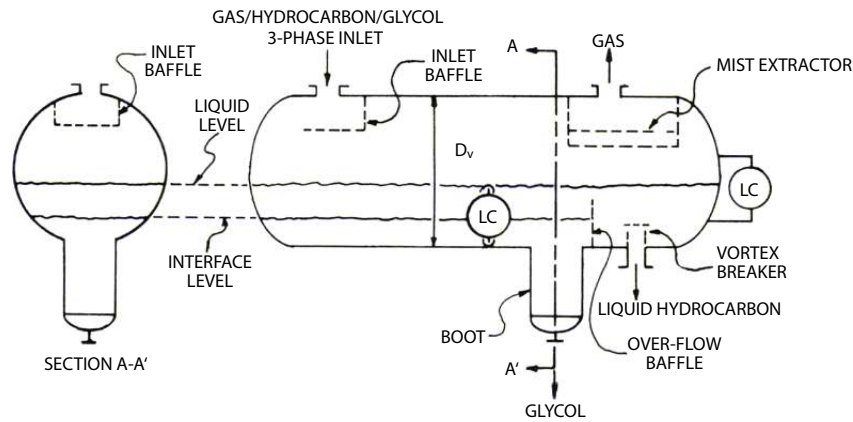 GAS/HYDROCARBON/GLYCOL
3-PHASE INLET
INLET
BAFFLE
LIQUID
LEVEL
INLET
BAFFLE
A
GAS
MIST EXTRACTOR
Dv
LC
LC
INTERFACE
LEVEL
VORTEX
BREAKER
LIQUID HYDROCARBON
BOOT
OVER-FLOW
BAFFLE
SECTION A-A'
A'
GLYCOL